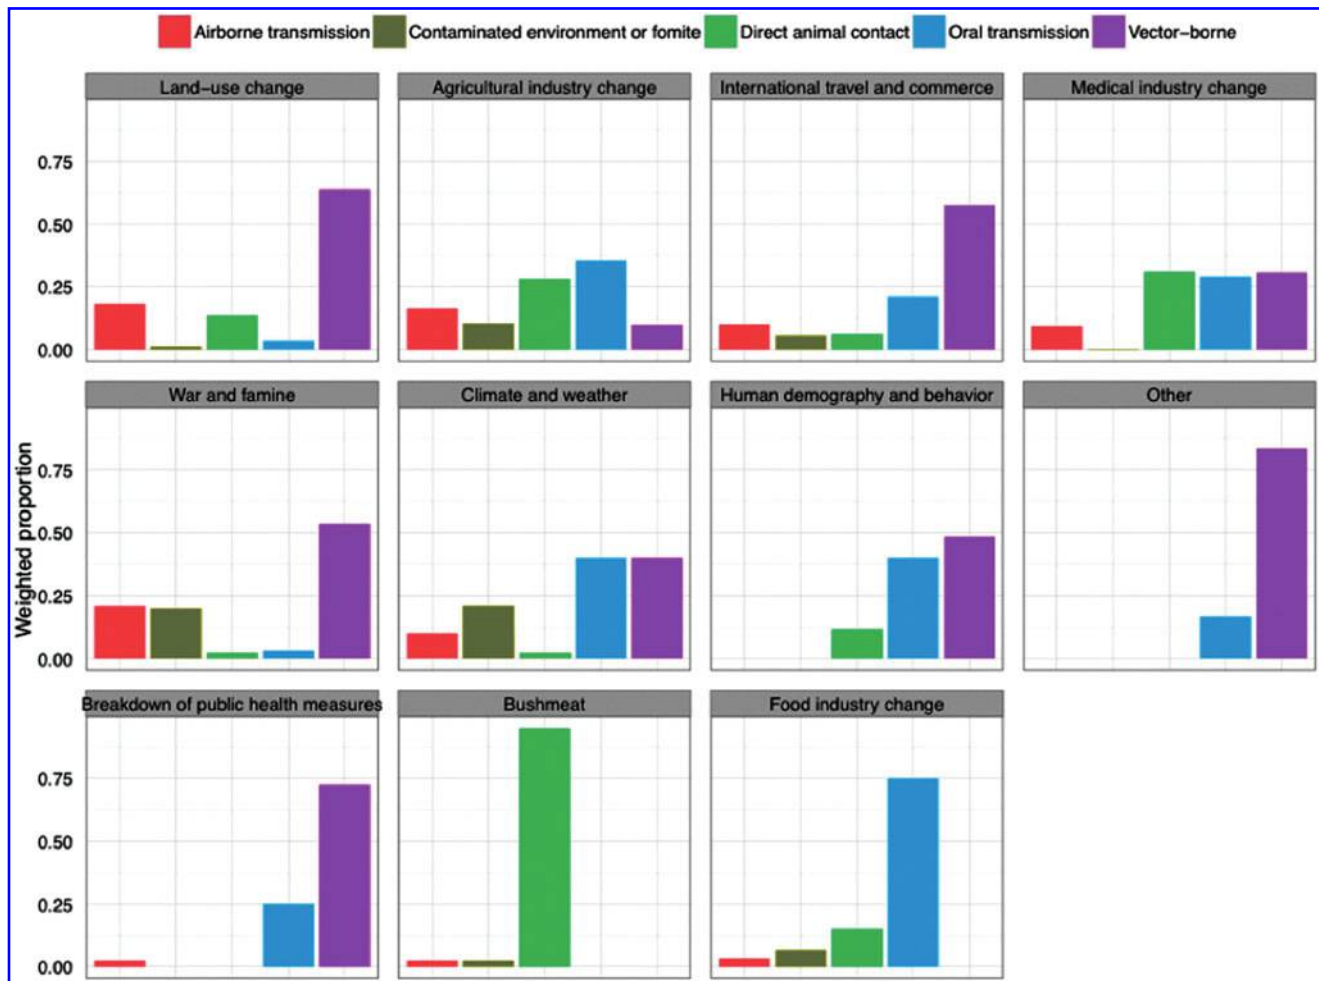 Airborne transmission Contaminated environment or fomite Direct animal contact Oral transmission Vector–borne
Land–use change Agricultural industry change International travel and commerce Medical industry change
0.75
0.50
0.25
0.00
War and famine Climate and weather Human demography and behavior Other
Weighted proportion
0.75
0.50
0.25
0.00
Breakdown of public health measures Bushmeat Food industry change
0.75
0.50
0.25
0.00